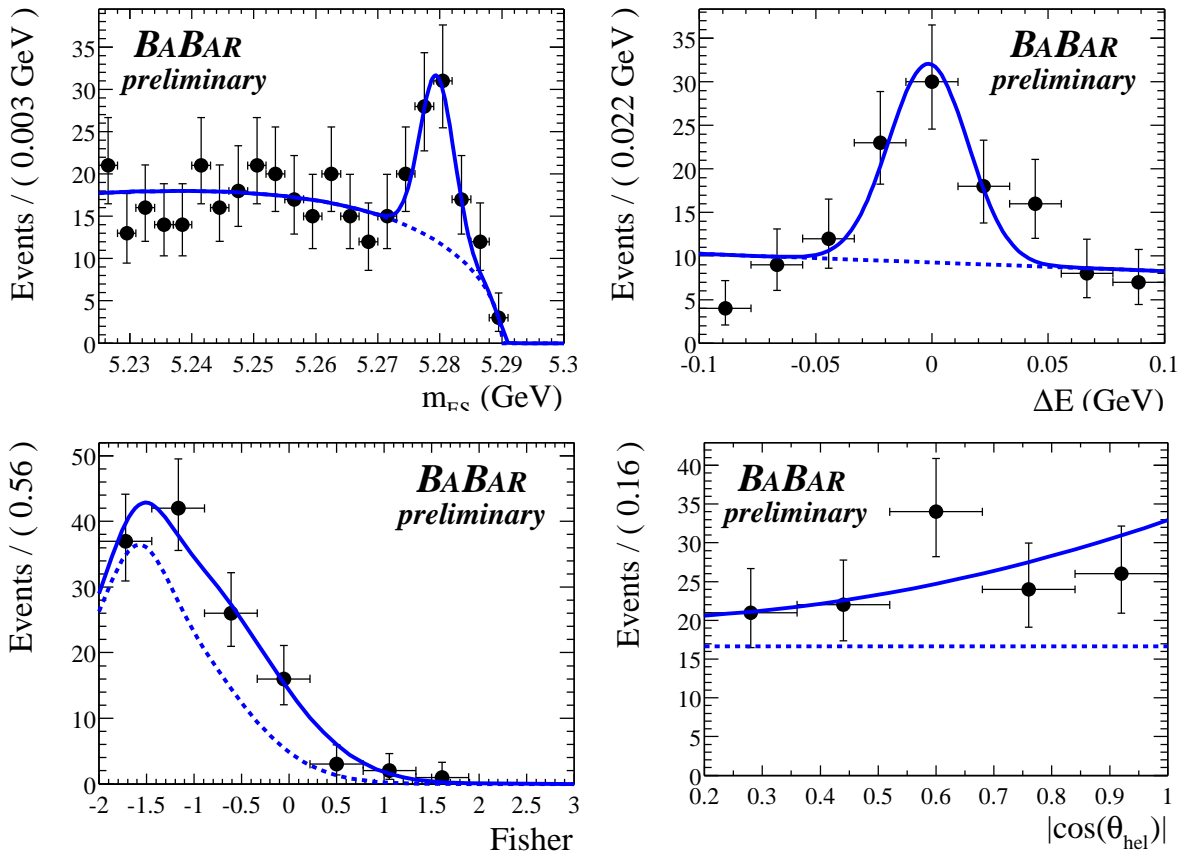 Events / ( 0.003 GeV )
35
30
25
20
15
10
5
0
BABAR
preliminary
5.23 5.24 5.25 5.26 5.27 5.28 5.29 5.3
m_ES (GeV)
Events / ( 0.022 GeV )
35
30
25
20
15
10
5
0
BABAR
preliminary
-0.1 -0.05 0 0.05 0.1
ΔE (GeV)
Events / ( 0.56 )
50
40
30
20
10
0
BABAR
preliminary
-2 -1.5 -1 -0.5 0 0.5 1 1.5 2 2.5 3
Fisher
Events / ( 0.16 )
40
35
30
25
20
15
10
5
0
BABAR
preliminary
0.2 0.3 0.4 0.5 0.6 0.7 0.8 0.9 1
|cos(θ_hel)|